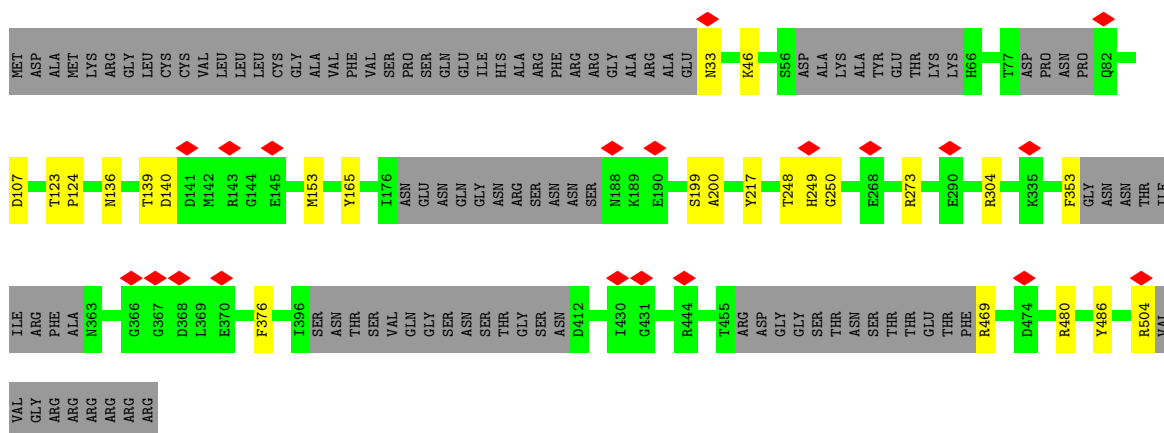 MET ASP ALA MET LYS ARG GLY LEU CYS CYS VAL LEU LEU LEU CYS GLY ALA VAL PHE VAL SER PRO SER GLN GLU ILE HIS ALA ARG PHE ARG ARG GLY ALA ARG ALA GLU N33 K46 S56 ASP ALA LYS ALA TYR GLU THR LYS LYS H66 T77 ASP PRO ASN PRO Q82
D107 T123 P124 N136 T139 D140 D141 M142 R143 G144 E145 M153 Y165 I176 ASN GLU ASN GLN GLY ASN ARG SER ASN ASN SER N188 K189 E190 S199 A200 Y217 T248 H249 G250 E268 R273 E290 R304 K335 F353 GLY ASN ASN THR ILE
ILE ARG PHE ALA N363 G366 G367 D368 L369 E370 F376 I396 SER ASN THR SER VAL GLN GLY SER ASN SER THR GLY SER ASN D412 I430 G431 R444 T455 ARG ASP GLY GLY SER THR ASN SER THR THR GLU THR PHE R469 D474 R480 Y486 R504 VAL
VAL GLY ARG ARG ARG ARG ARG ARG